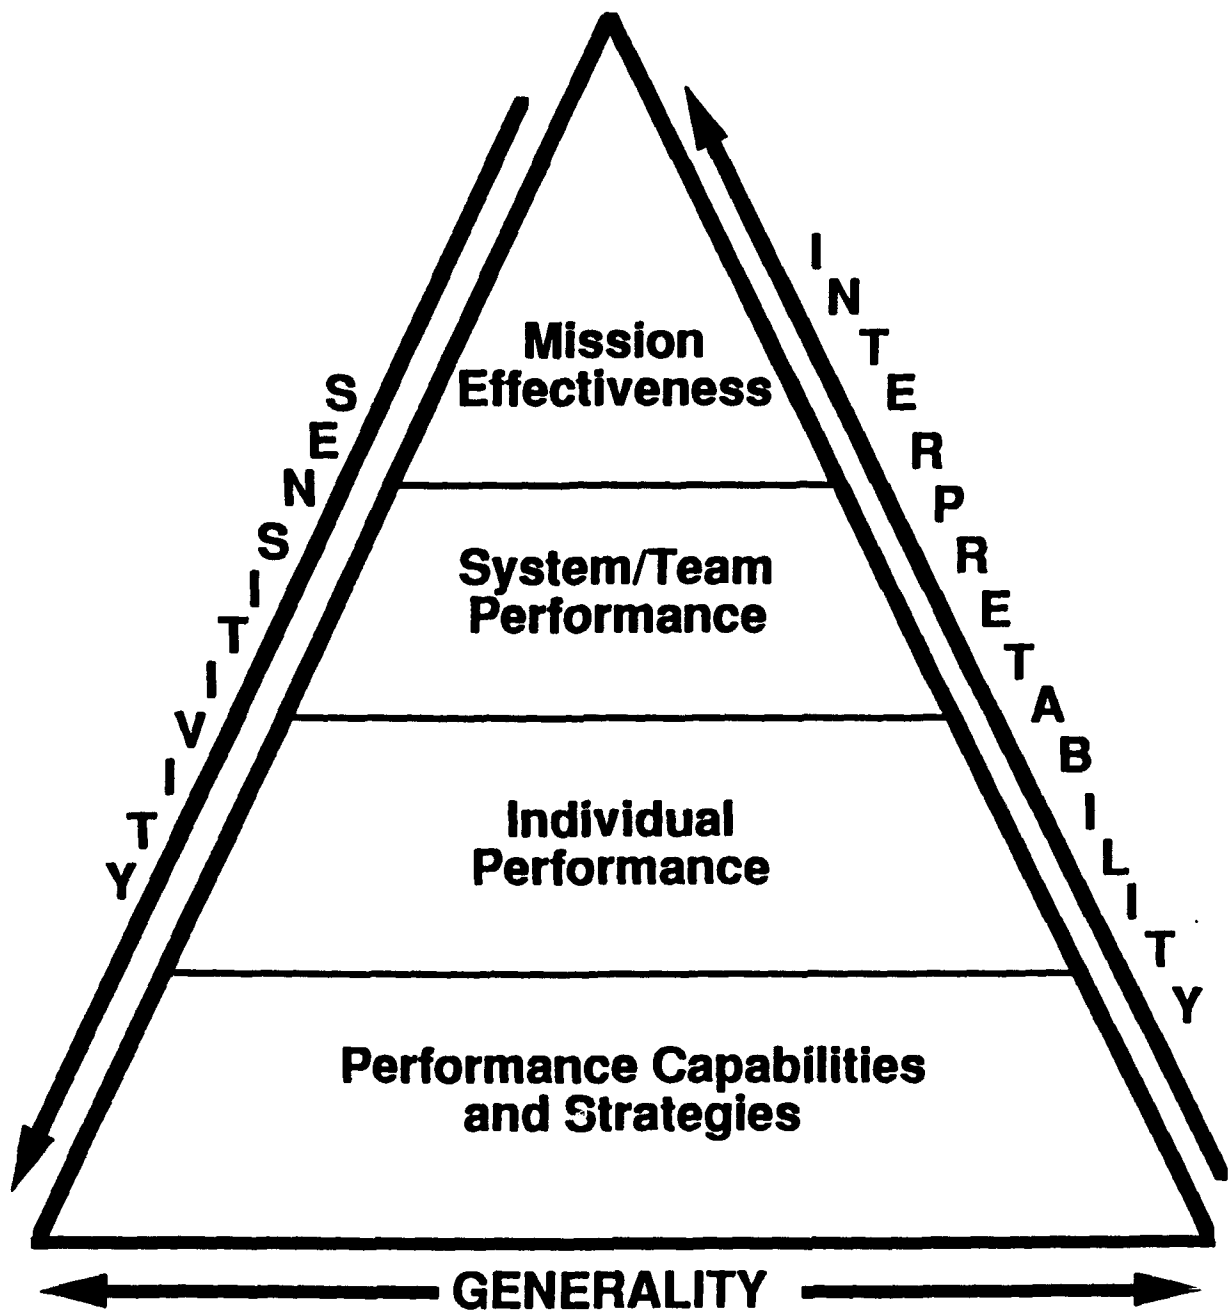 Mission
Effectiveness
System/Team
Performance
Individual
Performance
Performance Capabilities
and Strategies
SENSITIVITY
INTERPRETABILITY
GENERALITY